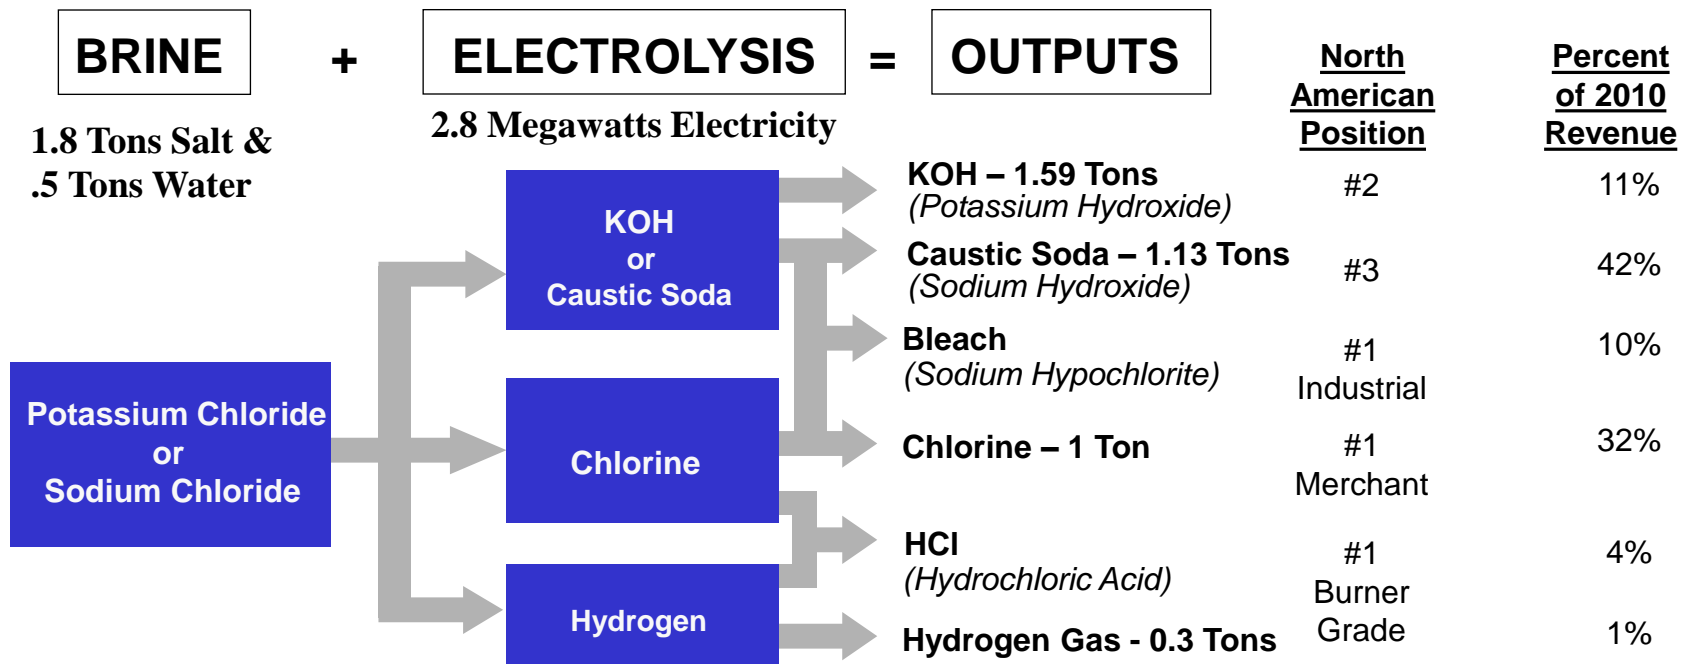 BRINE + ELECTROLYSIS = OUTPUTS
North
American
Position
Percent
of 2010
Revenue
1.8 Tons Salt &
.5 Tons Water
2.8 Megawatts Electricity
Potassium Chloride
or
Sodium Chloride
KOH
or
Caustic Soda
Chlorine
Hydrogen
KOH – 1.59 Tons
(Potassium Hydroxide)
#2
11%
Caustic Soda – 1.13 Tons
(Sodium Hydroxide)
#3
42%
Bleach
(Sodium Hypochlorite)
#1
Industrial
10%
Chlorine – 1 Ton
#1
Merchant
32%
HCl
(Hydrochloric Acid)
#1
Burner
Grade
4%
Hydrogen Gas - 0.3 Tons
1%